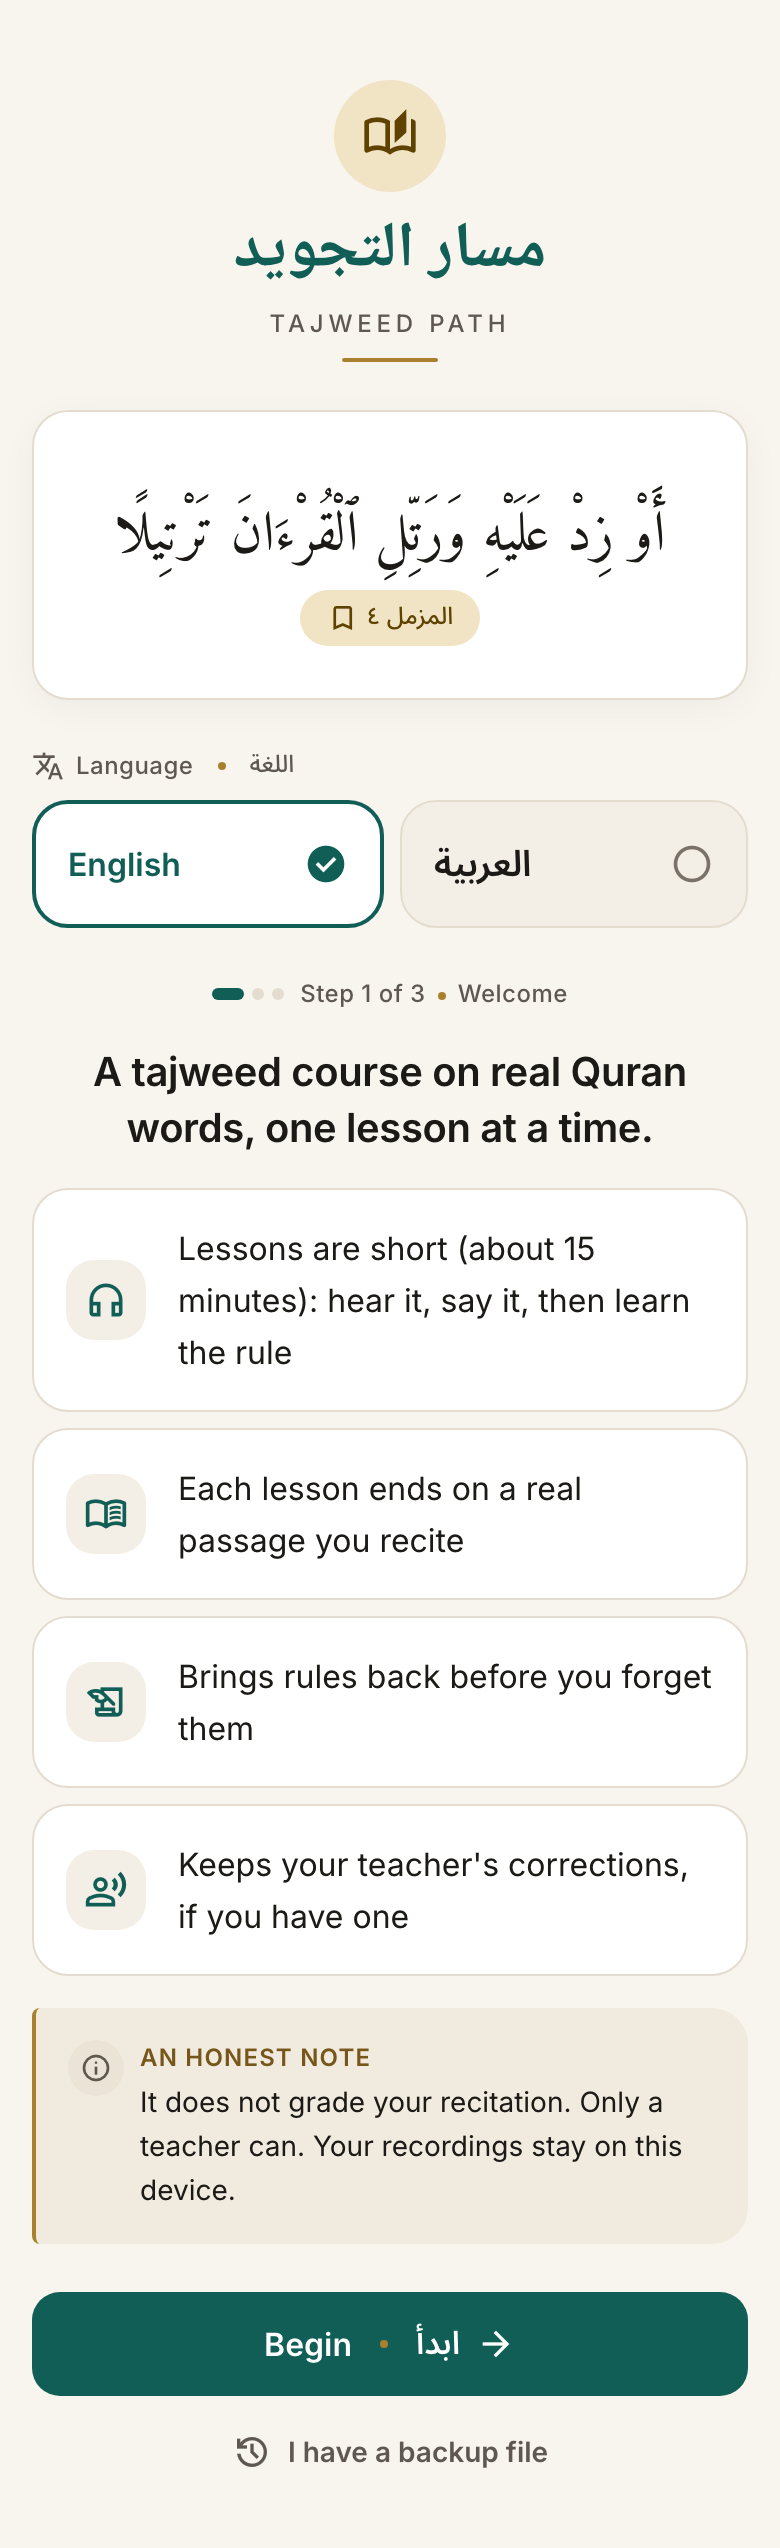 مسار التجويد
TAJWEED PATH
أَوْ زِدْ عَلَيْهِ وَرَتِّلِ ٱلْقُرْءَانَ تَرْتِيلًا
المزمل ٤
Language • اللغة
English
العربية
Step 1 of 3 • Welcome
A tajweed course on real Quran
words, one lesson at a time.
Lessons are short (about 15
minutes): hear it, say it, then learn
the rule
Each lesson ends on a real
passage you recite
Brings rules back before you forget
them
Keeps your teacher's corrections,
if you have one
AN HONEST NOTE
It does not grade your recitation. Only a
teacher can. Your recordings stay on this
device.
Begin • ابدأ
I have a backup file